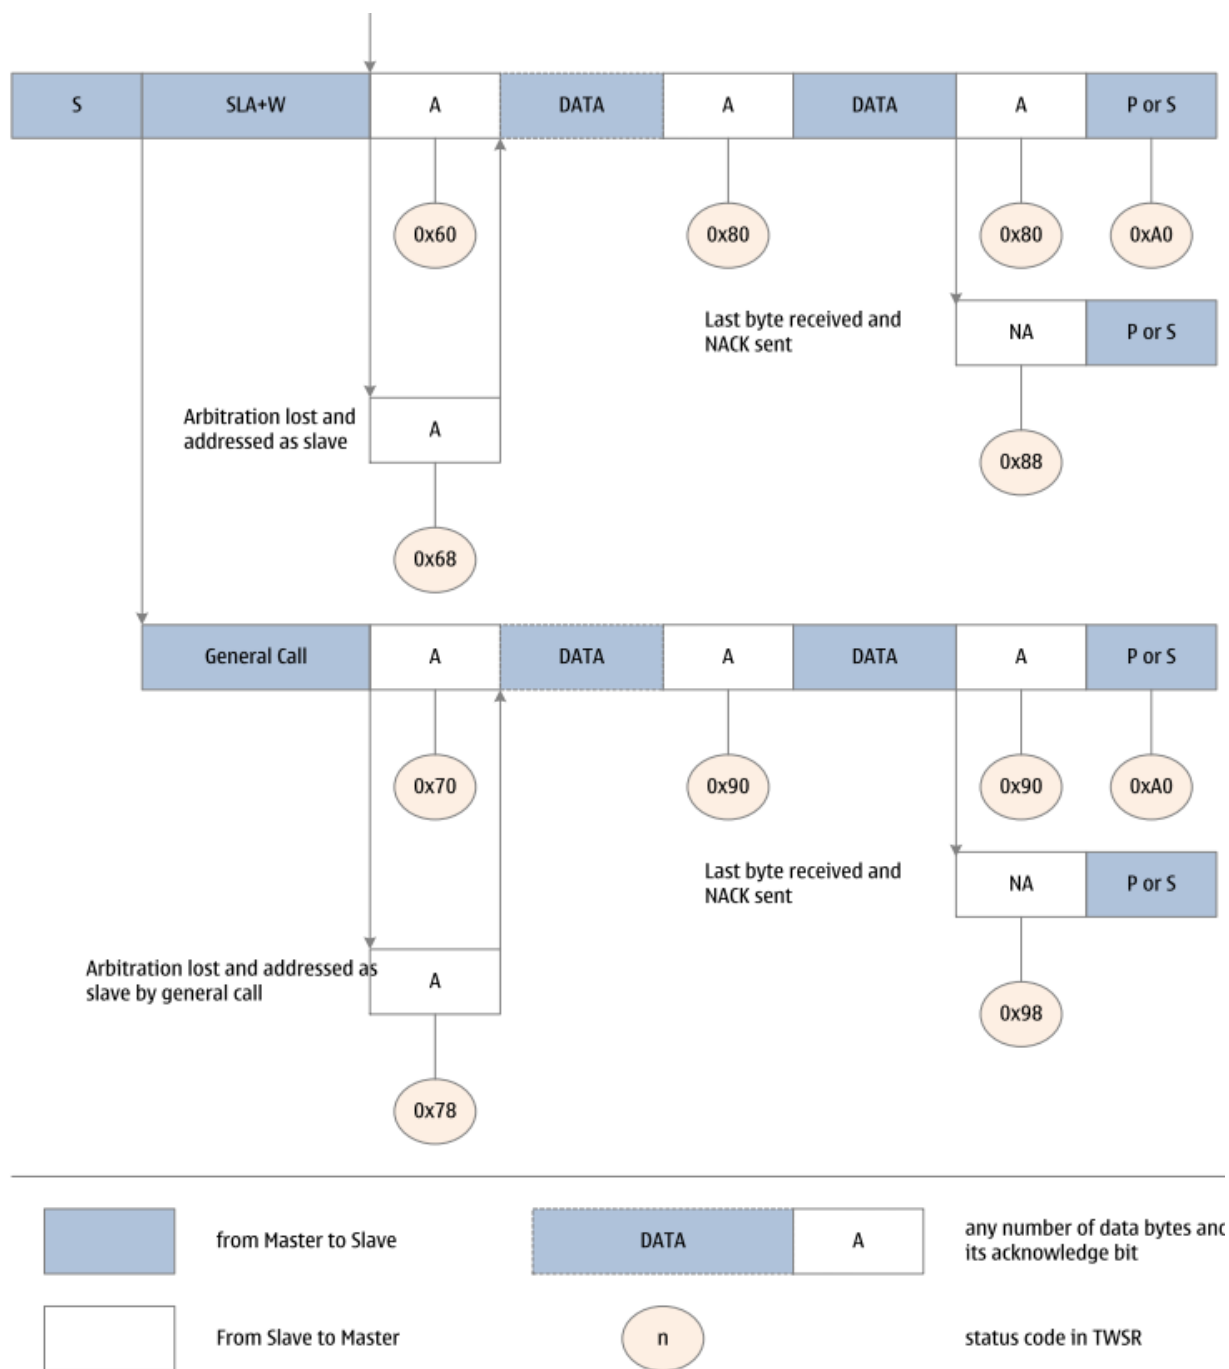 S SLA+W A DATA A DATA A P or S
0x60 0x80 0x80 0xA0
Last byte received and
NACK sent
NA P or S
Arbitration lost and
addressed as slave
A
0x88
0x68
General Call A DATA A DATA A P or S
0x70 0x90 0x90 0xA0
Last byte received and
NACK sent
NA P or S
Arbitration lost and addressed as
slave by general call
A
0x98
0x78
from Master to Slave DATA A any number of data bytes and
its acknowledge bit
From Slave to Master n status code in TWSR